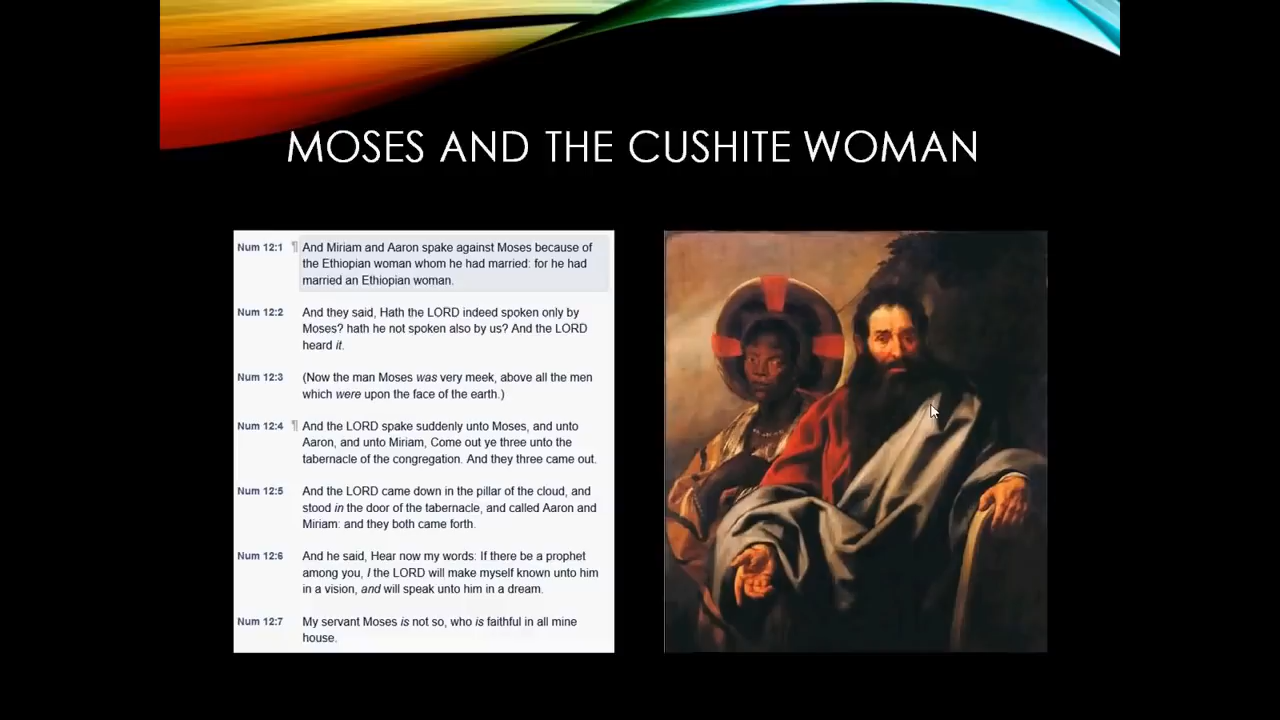 MOSES AND THE CUSHITE WOMAN
Num 12:1 ¶ And Miriam and Aaron spake against Moses because of
the Ethiopian woman whom he had married: for he had
married an Ethiopian woman.
Num 12:2 And they said, Hath the LORD indeed spoken only by
Moses? hath he not spoken also by us? And the LORD
heard it.
Num 12:3 (Now the man Moses was very meek, above all the men
which were upon the face of the earth.)
Num 12:4 ¶ And the LORD spake suddenly unto Moses, and unto
Aaron, and unto Miriam, Come out ye three unto the
tabernacle of the congregation. And they three came out.
Num 12:5 And the LORD came down in the pillar of the cloud, and
stood in the door of the tabernacle, and called Aaron and
Miriam: and they both came forth.
Num 12:6 And he said, Hear now my words: If there be a prophet
among you, I the LORD will make myself known unto him
in a vision, and will speak unto him in a dream.
Num 12:7 My servant Moses is not so, who is faithful in all mine
house.